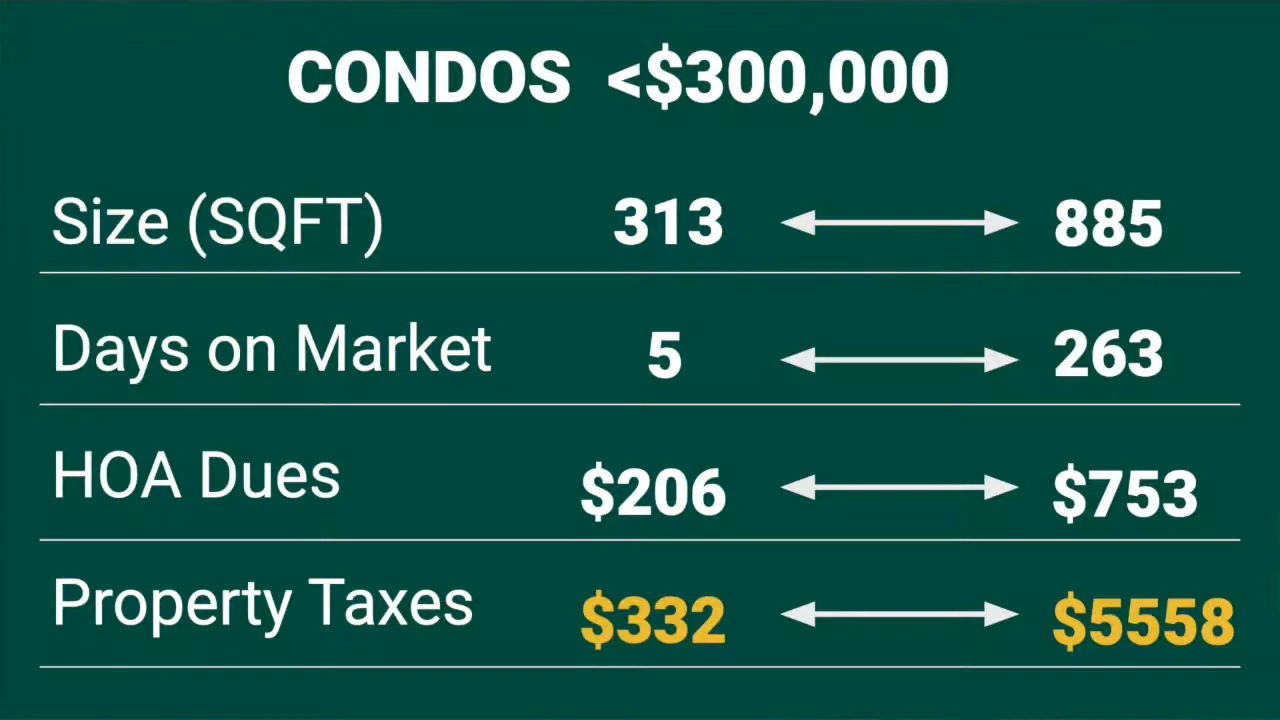 CONDOS <$300,000
Size (SQFT) 313 885
Days on Market 5 263
HOA Dues $206 $753
Property Taxes $332 $5558